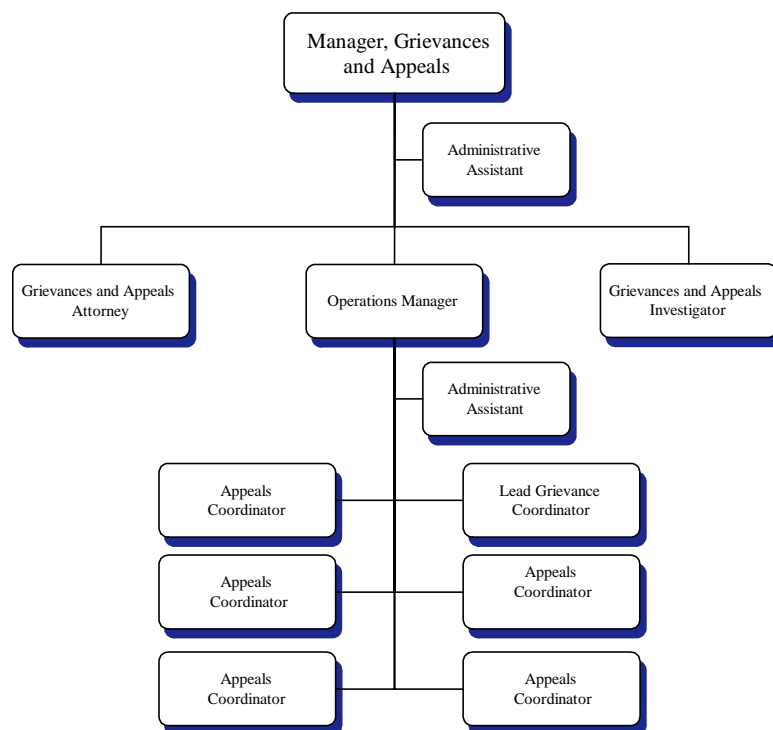 Manager, Grievances
and Appeals
Administrative
Assistant
Grievances and Appeals
Attorney
Operations Manager
Grievances and Appeals
Investigator
Administrative
Assistant
Appeals
Coordinator
Lead Grievance
Coordinator
Appeals
Coordinator
Appeals
Coordinator
Appeals
Coordinator
Appeals
Coordinator